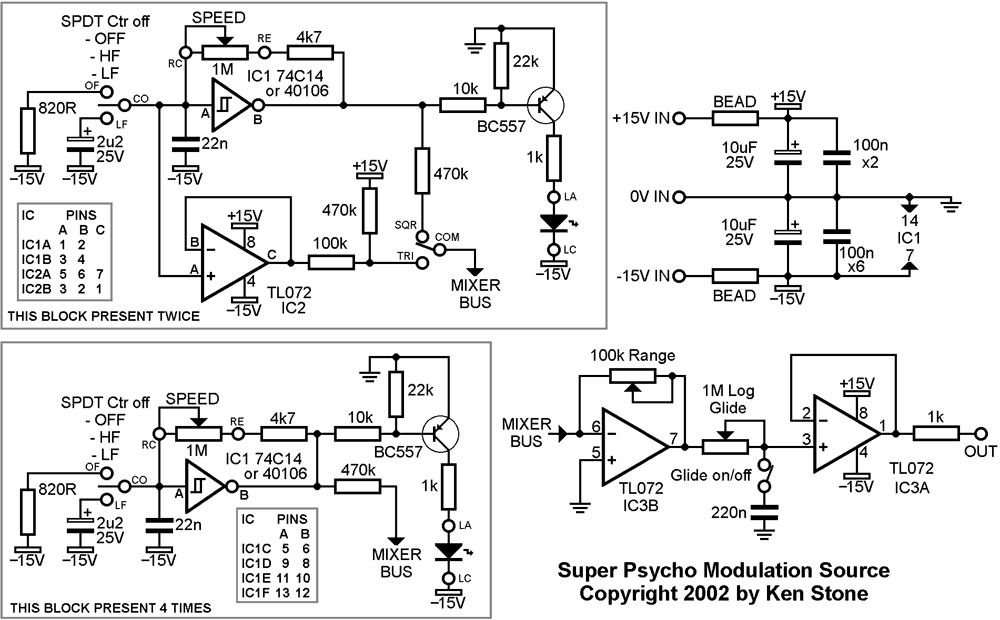 SPDT Ctr off
- OFF
- HF
- LF
SPEED
RC
RE
1M
4k7
IC1 74C14
or 40106
OF
CO
LF
820R
–15V
+
2u2
25V
–15V
A
B
22n
–15V
10k
22k
BC557
1k
LA
LC
–15V
470k
+15V
470k
SQR
COM
TRI
MIXER
BUS
IC PINS
A B C
IC1A 1 2
IC1B 3 4
IC2A 5 6 7
IC2B 3 2 1
B
A
C
–
+
+15V
8
4
–15V
TL072
IC2
100k
THIS BLOCK PRESENT TWICE
+15V IN
BEAD
+15V
10uF
25V
+
100n
x2
0V IN
10uF
25V
+
100n
x6
14
IC1
7
-15V IN
BEAD
–15V
SPDT Ctr off
- OFF
- HF
- LF
SPEED
RC
RE
1M
4k7
IC1 74C14
or 40106
OF
CO
LF
820R
–15V
+
2u2
25V
–15V
A
B
22n
–15V
10k
22k
BC557
470k
1k
LA
LC
–15V
MIXER
BUS
IC PINS
A B
IC1C 5 6
IC1D 9 8
IC1E 11 10
IC1F 13 12
THIS BLOCK PRESENT 4 TIMES
MIXER
BUS
100k Range
6
5
–
+
7
TL072
IC3B
1M Log
Glide
Glide on/off
220n
2
3
–
+
+15V
8
1
4
–15V
TL072
IC3A
1k
OUT
Super Psycho Modulation Source
Copyright 2002 by Ken Stone